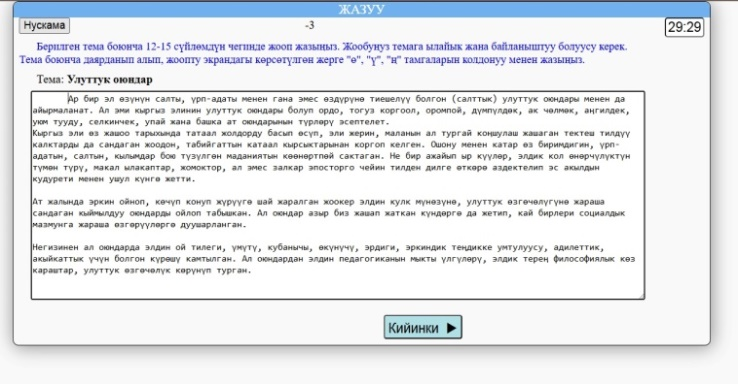 ЖАЗУУ
Нускама
-3
29:29
Берилген тема боюнча 12-15 сүйлөмдүн чегинде жооп жазыңыз. Жообуңуз темага ылайык жана байланыштуу болуусу керек.
Тема боюнча даярданып алып, жоопту экрандагы көрсөтүлгөн жерге "ө", "ү", "ң" тамгаларын колдонуу менен жазыңыз.
Тема: Улуттук оюндар
Ар бир эл өзүнүн салты, үрп-адаты менен гана эмес өздүрүнө тиешелүү болгон (салттык) улуттук оюндары менен да
айырмаланат. Ал эми кыргыз элинин улуттук оюндары болуп ордо, тогуз коргоол, оромпой, дүмпүлдөк, ак чөлмөк, аңгилдек,
уюм тууду, селкинчек, упай жана башка ат оюндарынын түрлөрү эсептелет.
Кыргыз эли өз жашоо тарыхында татаал жолдорду басып өсүп, эли жерин, маланын ал тургай коңшулаш жашаган тектеш тилдүү
калктарды да сандаган жоодон, табийгаттын катаал кырсыктарынан коргоп келген. Ошону менен катар өз биримдигин, үрп-
адатын, салтын, кылымдар бою түзүлгөн маданиятын көөнөртпөй сактаган. Не бир ажайып ыр күүлөр, элдик кол өнөрчүлүктүн
түмөн түрү, макал ылакаптар, жомоктор, ал эмес залкар эпосторго чейин тилден дилге өткөрө аздектелип эс акылдын
кудурети менен ушул күнгө жетти.
Ат жалында эркин ойноп, көчүп конуп жүрүүгө шай жаралган жоокер элдин кулк мүнөзүнө, улуттук өзгөчөлүгүнө жараша
сандаган кыймылдуу оюндарды ойлоп табышкан. Ал оюндар азыр биз жашап жаткан күндөргө да жетип, кай бирлери социалдык
мазмунга жараша өзгөрүүлөргө дуушарланган.
Негизинен ал оюндарда элдин ой тилеги, үмүтү, кубанычы, өкүнүчү, эрдиги, эркиндик теңдикке умтулуусу, адилеттик,
акыйкаттык үчүн болгон күрөшү камтылган. Ал оюндардан элдин педагогиканын мыкты үлгүлөрү, элдик терең философиялык көз
караштар, улуттук өзгөчөлүк көрүнүп турган.
Кийинки ▶